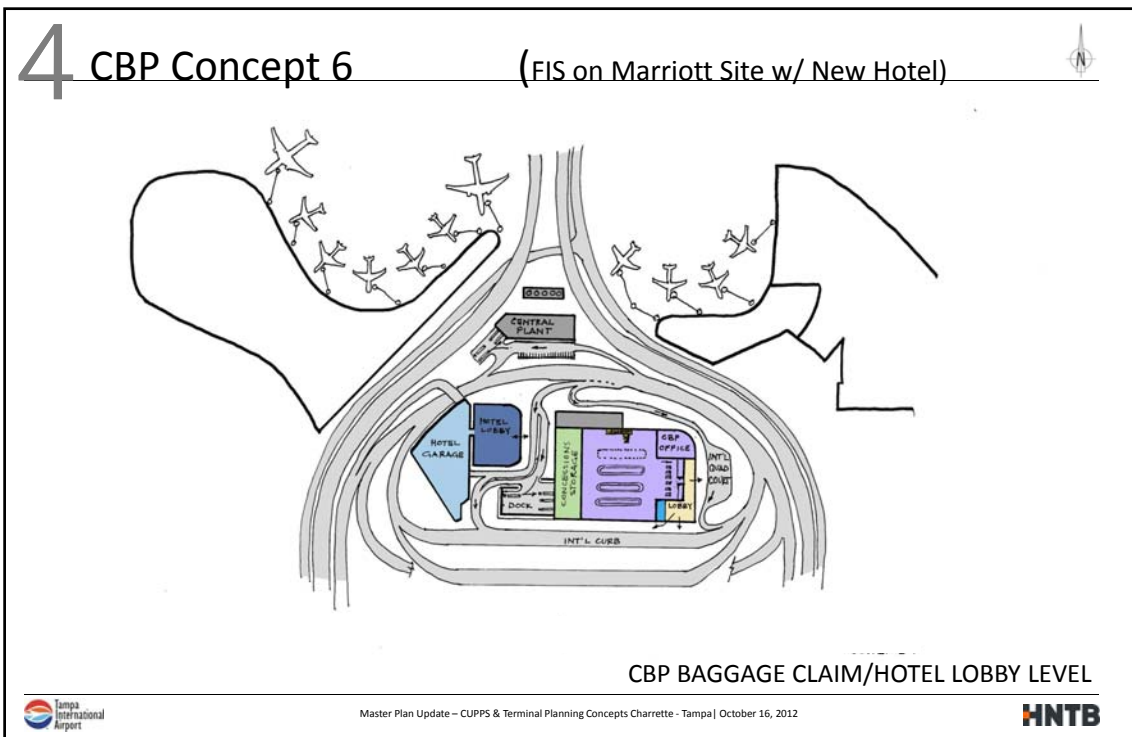 4 CBP Concept 6 (FIS on Marriott Site w/ New Hotel)
N
CENTRAL
PLANT
HOTEL
LOBBY
HOTEL
GARAGE
CONCESSIONS
STORAGE
CBP
OFFICE
INT'L
QUAD
COURT
DOCK
LOBBY
INT'L CURB
CBP BAGGAGE CLAIM/HOTEL LOBBY LEVEL
Tampa
International
Airport
Master Plan Update – CUPPS & Terminal Planning Concepts Charrette - Tampa| October 16, 2012
HNTB